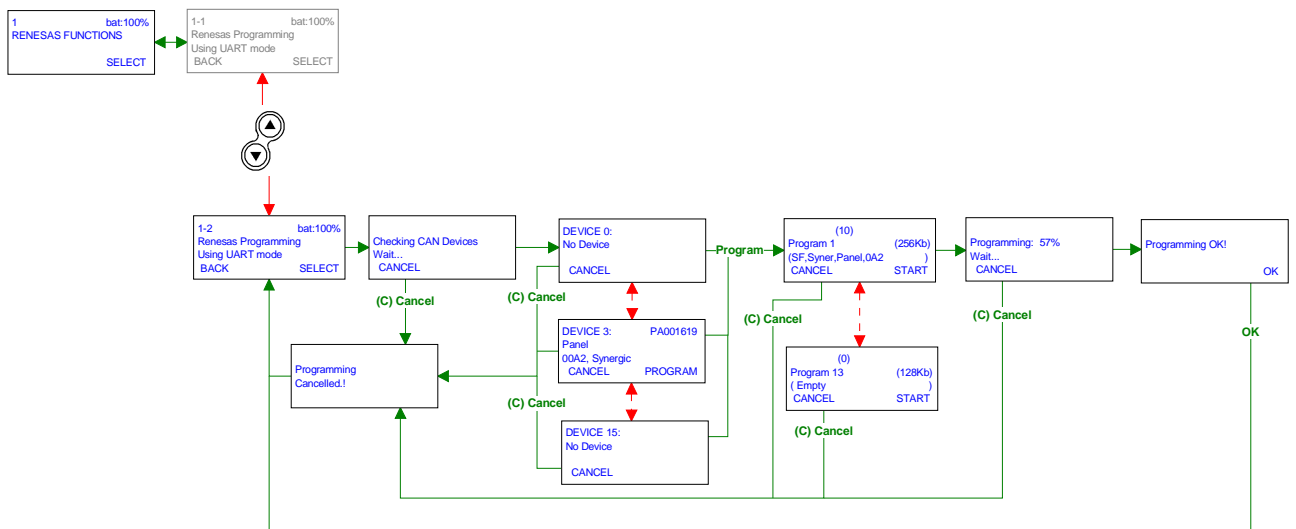 1 bat:100%
RENESAS FUNCTIONS
SELECT
1-1 bat:100%
Renesas Programming
Using UART mode
BACK SELECT
1-2 bat:100%
Renesas Programming
Using UART mode
BACK SELECT
Checking CAN Devices
Wait...
CANCEL
(C) Cancel
Programming
Cancelled.!
DEVICE 0:
No Device
CANCEL
(C) Cancel
DEVICE 3: PA001619
Panel
00A2, Synergic
CANCEL PROGRAM
(C) Cancel
DEVICE 15:
No Device
CANCEL
Program
(10)
Program 1 (256Kb)
(SF,Syner,Panel,0A2 )
CANCEL START
(C) Cancel
(0)
Program 13 (128Kb)
( Empty )
CANCEL START
(C) Cancel
Programming: 57%
Wait...
CANCEL
(C) Cancel
Programming OK!
OK
OK